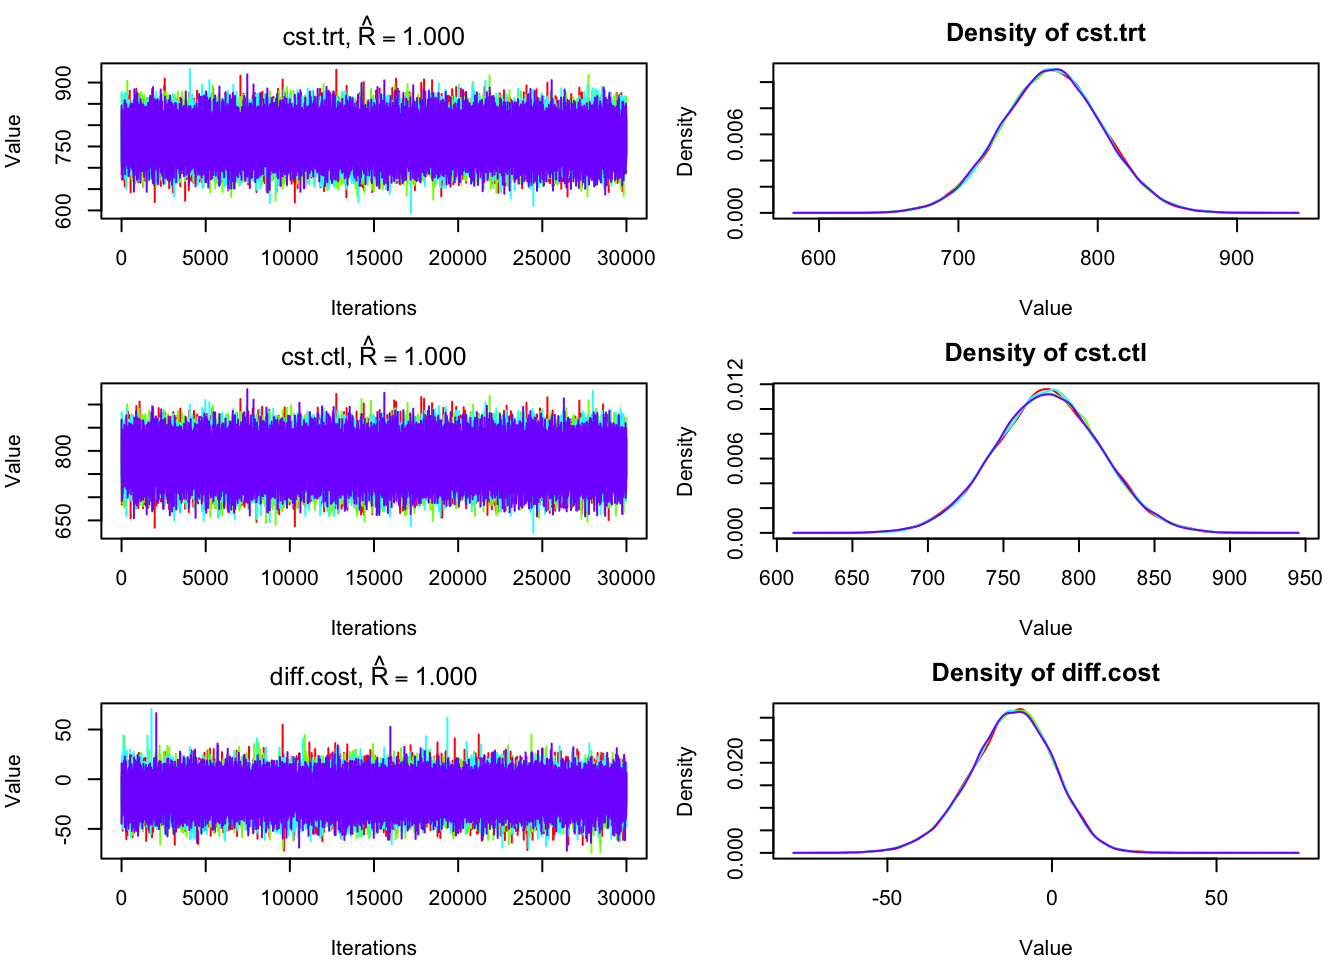 cst.trt, R̂ = 1.000
Value
900
750
600
0 5000 10000 15000 20000 25000 30000
Iterations
Density of cst.trt
Density
0.006
0.000
600 700 800 900
Value
cst.ctl, R̂ = 1.000
Value
800
650
0 5000 10000 15000 20000 25000 30000
Iterations
Density of cst.ctl
Density
0.012
0.006
0.000
600 650 700 750 800 850 900 950
Value
diff.cost, R̂ = 1.000
Value
50
0
-50
0 5000 10000 15000 20000 25000 30000
Iterations
Density of diff.cost
Density
0.020
0.000
-50 0 50
Value